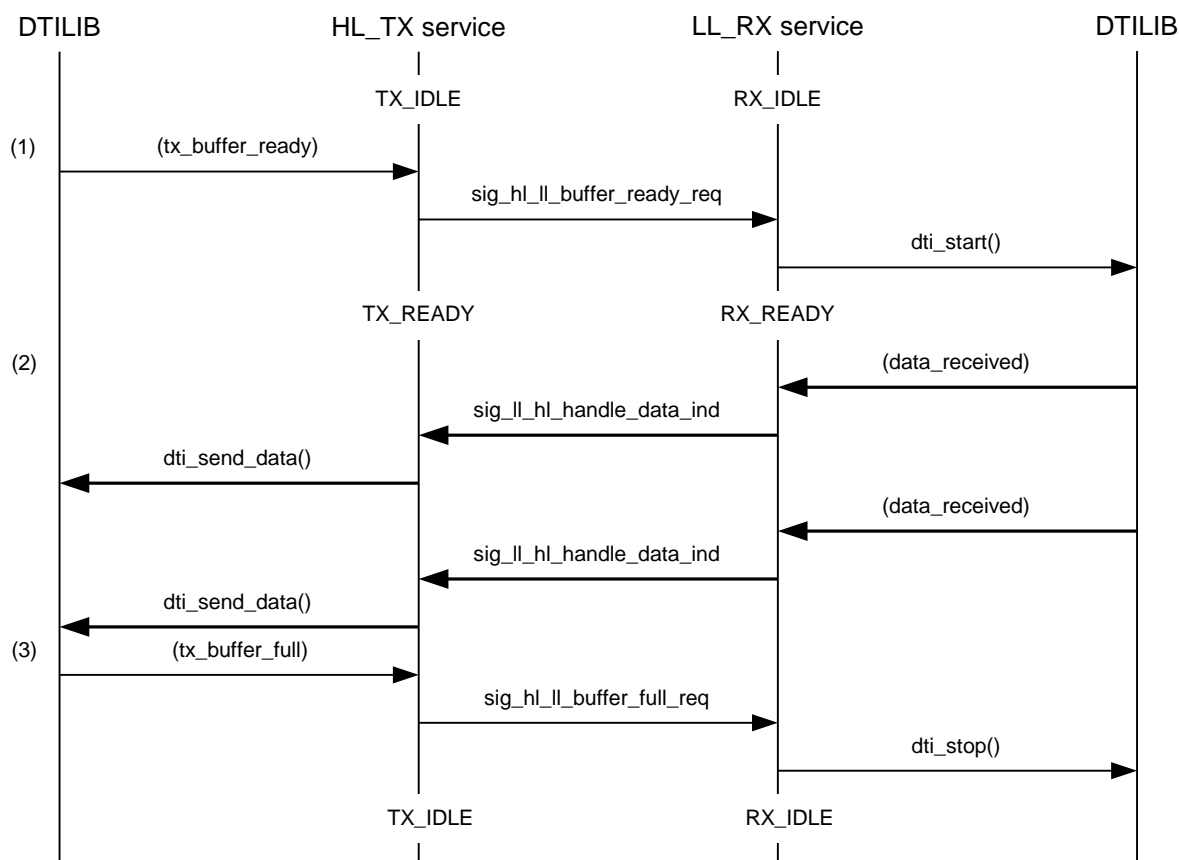 DTILIB HL_TX service LL_RX service DTILIB
TX_IDLE RX_IDLE
(1) (tx_buffer_ready)
sig_hl_ll_buffer_ready_req
dti_start()
TX_READY RX_READY
(2) (data_received)
sig_ll_hl_handle_data_ind
dti_send_data()
(data_received)
sig_ll_hl_handle_data_ind
dti_send_data()
(3) (tx_buffer_full)
sig_hl_ll_buffer_full_req
dti_stop()
TX_IDLE RX_IDLE